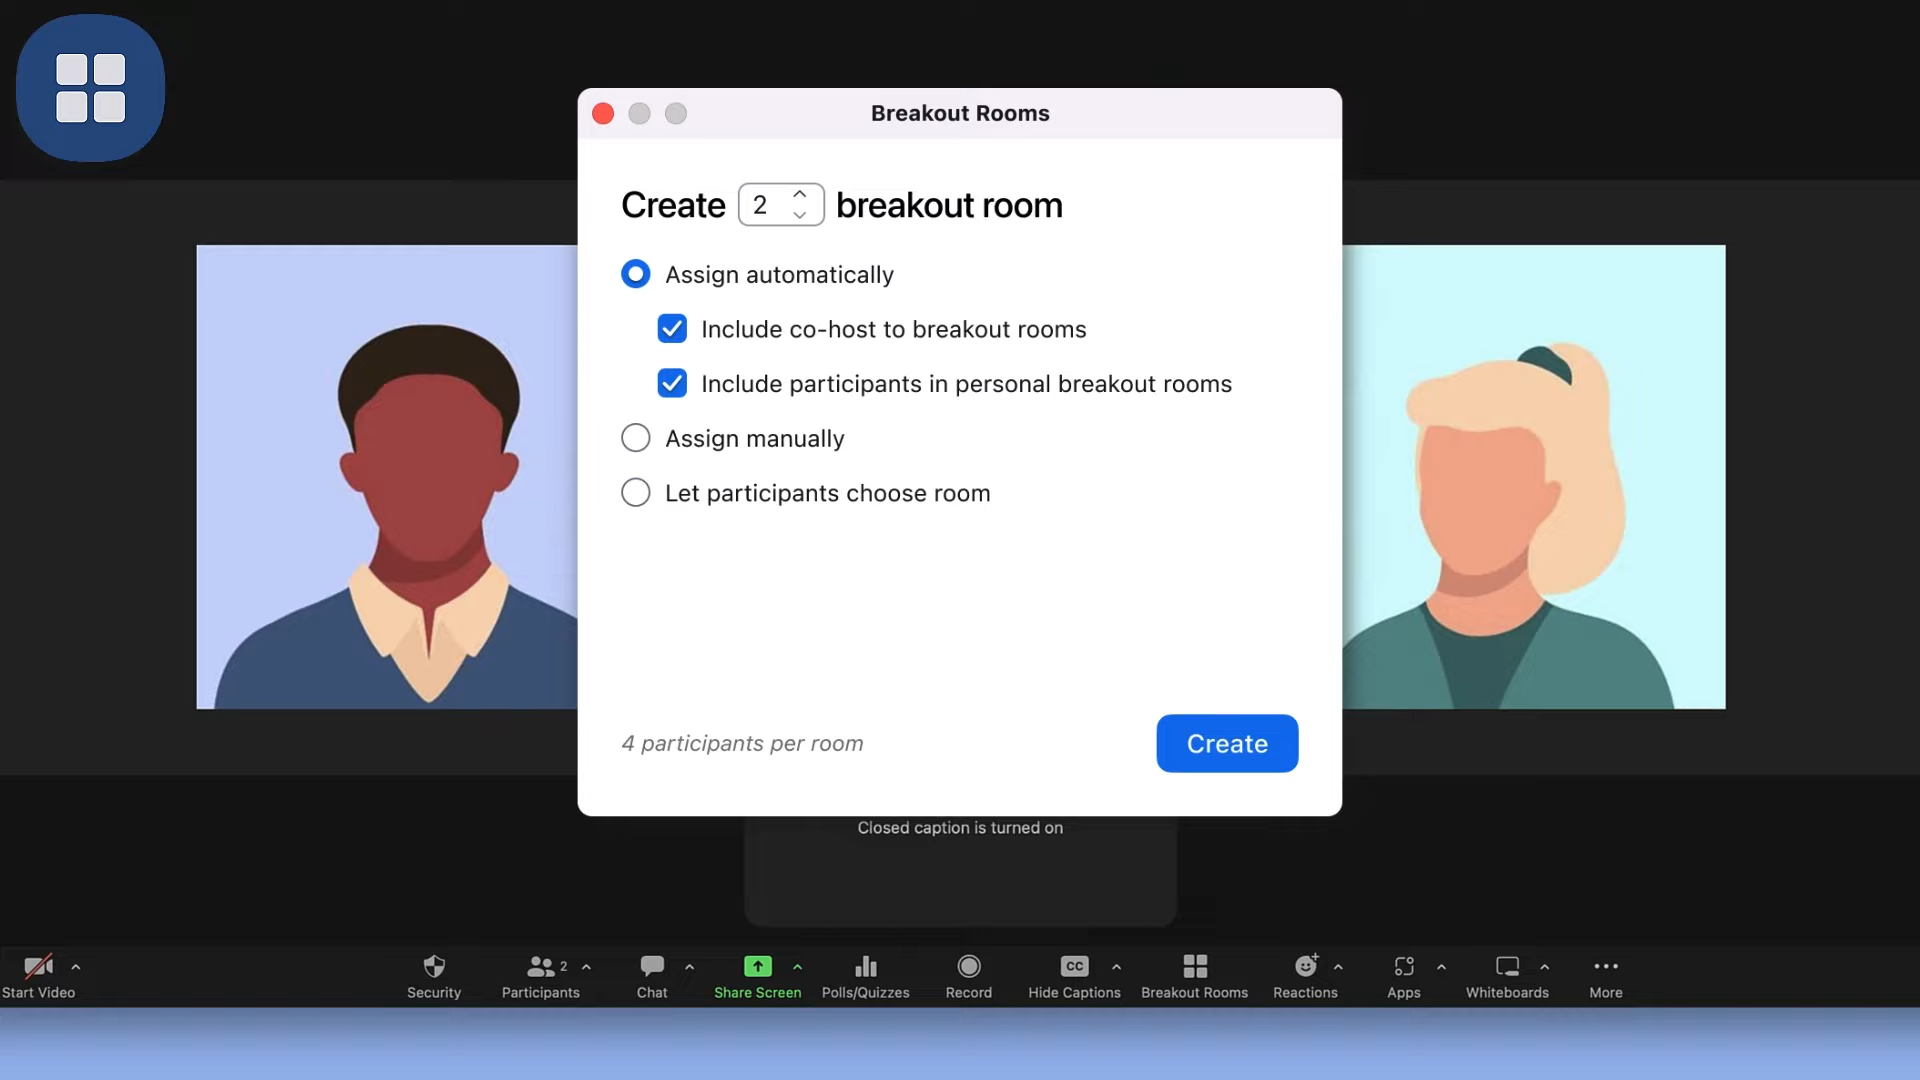 Breakout Rooms
Create 2 breakout room
Assign automatically
Include co-host to breakout rooms
Include participants in personal breakout rooms
Assign manually
Let participants choose room
4 participants per room
Create
Closed caption is turned on
2
CC
Start Video
Security
Participants
Chat
Share Screen
Polls/Quizzes
Record
Hide Captions
Breakout Rooms
Reactions
Apps
Whiteboards
More